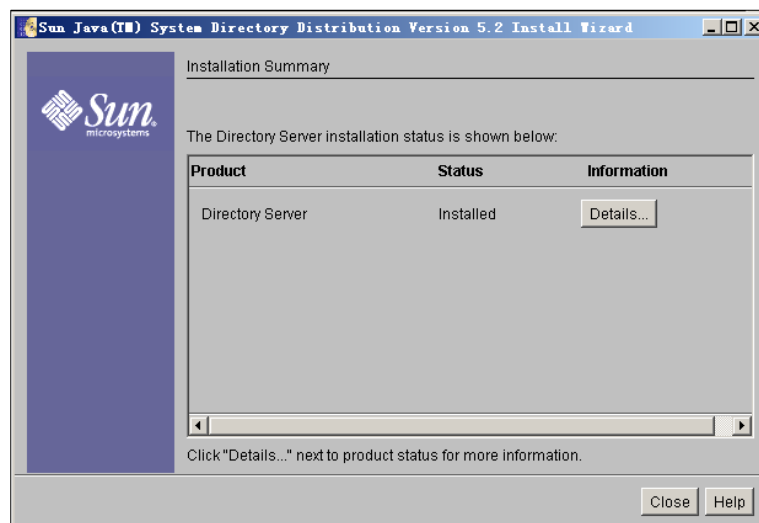 Sun Java(TM) System Directory Distribution Version 5.2 Install Wizard
Installation Summary
Sun.
microsystems
The Directory Server installation status is shown below:
Product Status Information
Directory Server Installed Details...
Click "Details..." next to product status for more information.
Close Help